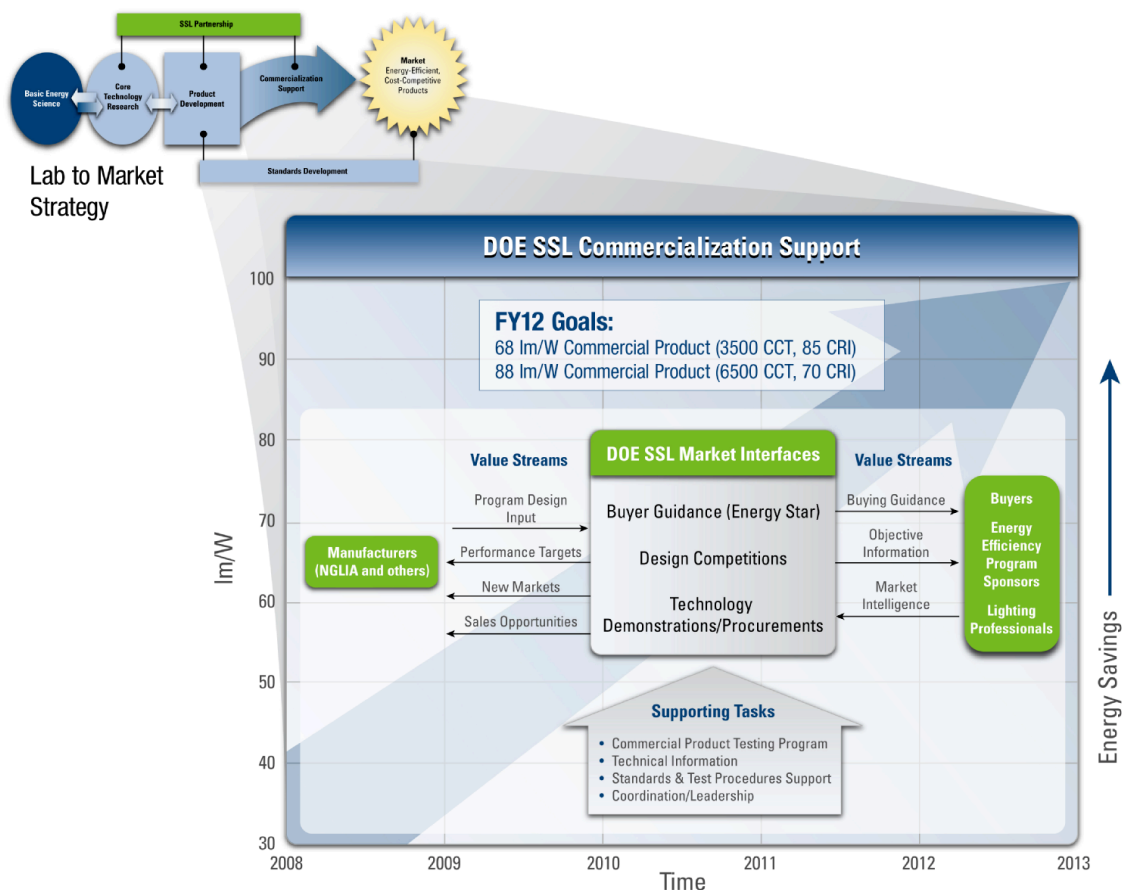 SSL Partnership
Basic Energy
Science
Core
Technology
Research
Product
Development
Commercialization
Support
Market
Energy-Efficient,
Cost-Competitive
Products
Standards Development
Lab to Market
Strategy
DOE SSL Commercialization Support
FY12 Goals:
68 lm/W Commercial Product (3500 CCT, 85 CRI)
88 lm/W Commercial Product (6500 CCT, 70 CRI)
100
90
80
70
60
50
40
30
lm/W
Value Streams
Program Design
Input
Performance Targets
New Markets
Sales Opportunities
Manufacturers
(NGLIA and others)
DOE SSL Market Interfaces
Buyer Guidance (Energy Star)
Design Competitions
Technology
Demonstrations/Procurements
Value Streams
Buying Guidance
Objective
Information
Market
Intelligence
Buyers
Energy
Efficiency
Program
Sponsors
Lighting
Professionals
Supporting Tasks
• Commercial Product Testing Program
• Technical Information
• Standards & Test Procedures Support
• Coordination/Leadership
2008
2009
2010
2011
2012
2013
Time
Energy Savings